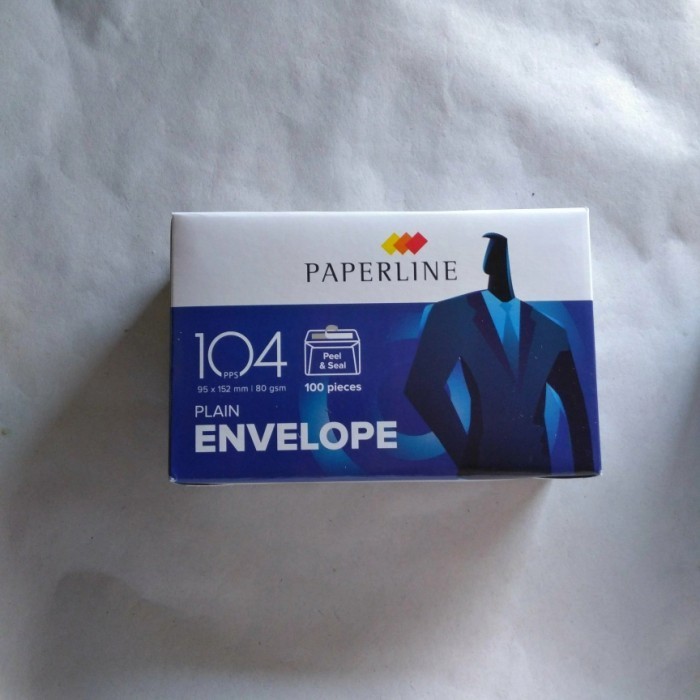 PAPERLINE
104
PPS
95 x 152 mm | 80 gsm
Peel
& Seal
100 pieces
PLAIN
ENVELOPE